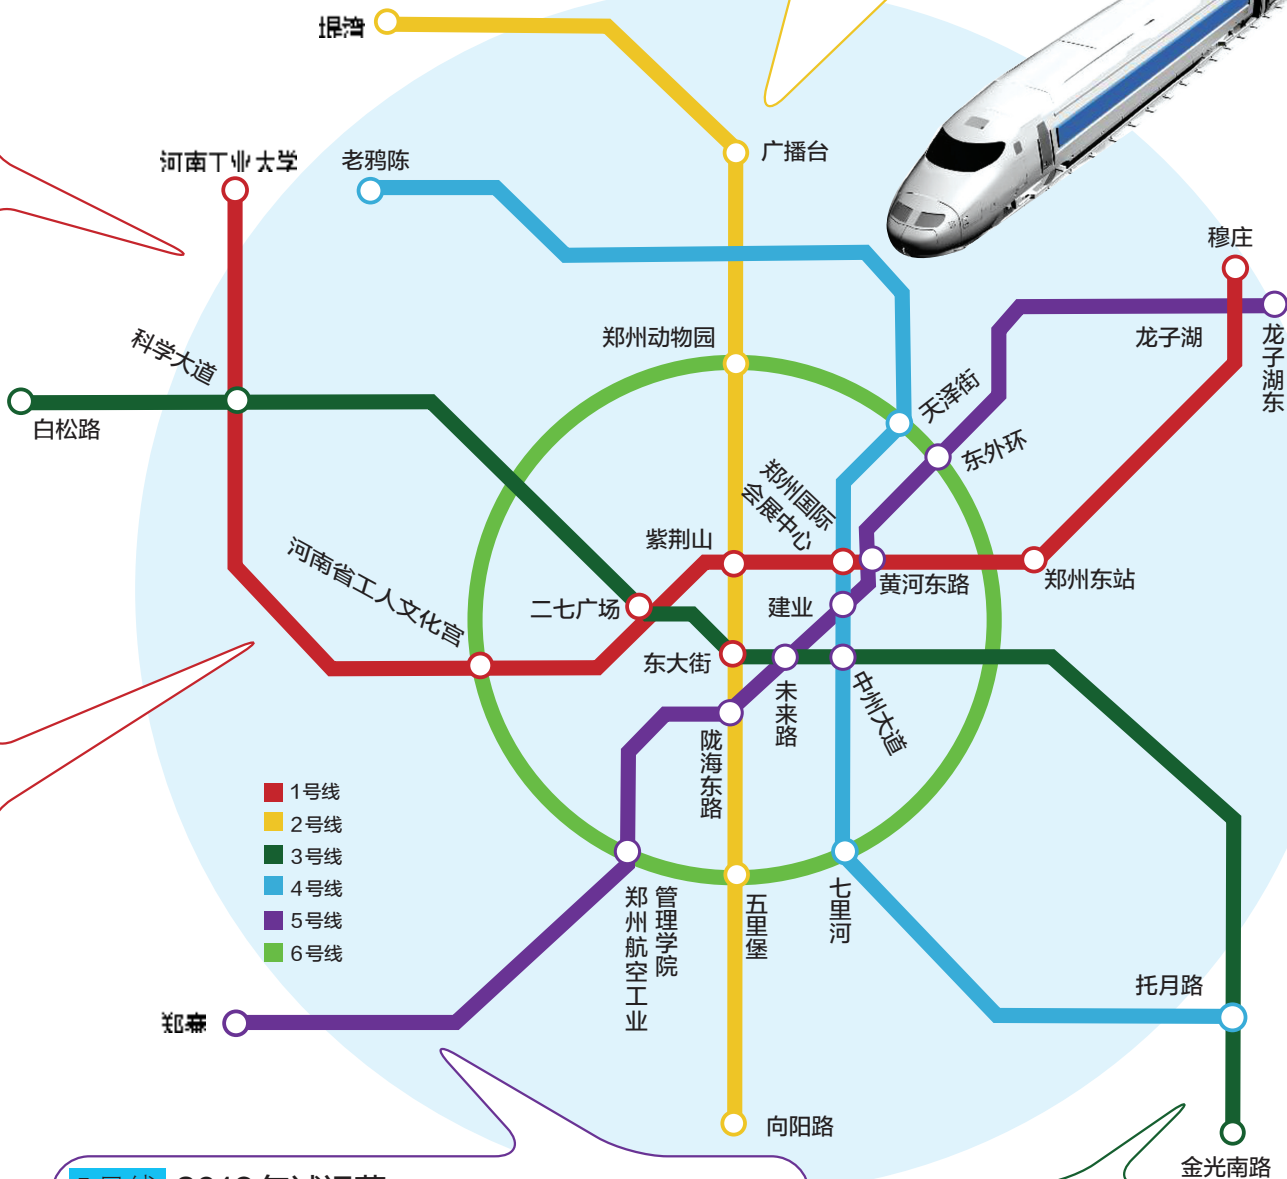 河南工业大学
老鸦陈
广播台
穆庄
科学大道
郑州动物园
龙子湖
龙子湖东
天泽街
白松路
东外环
郑州国际
会展中心
紫荆山
河南省工人文化宫
黄河东路
郑州东站
二七广场
建业
东大街
未来路
中州大道
陇海东路
1号线
2号线
3号线
4号线
5号线
6号线
郑州航空工业
管理学院
五里堡
七里河
托月路
向阳路
金光南路